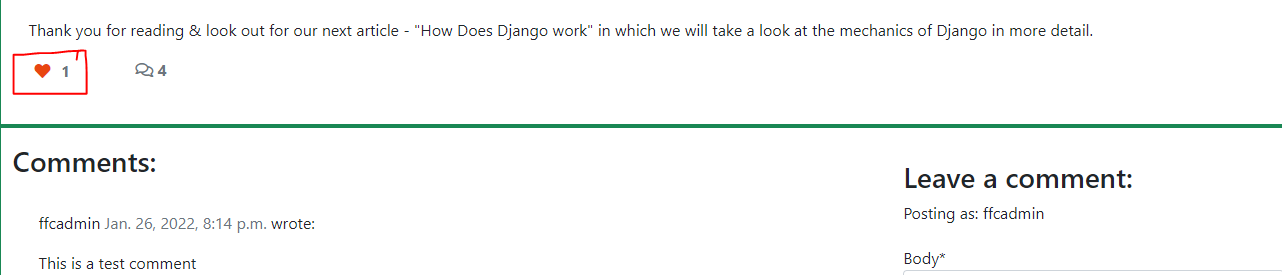 Thank you for reading & look out for our next article - "How Does Django work" in which we will take a look at the mechanics of Django in more detail.
1 4
Comments:
ffcadmin Jan. 26, 2022, 8:14 p.m. wrote:
This is a test comment
Leave a comment:
Posting as: ffcadmin
Body*